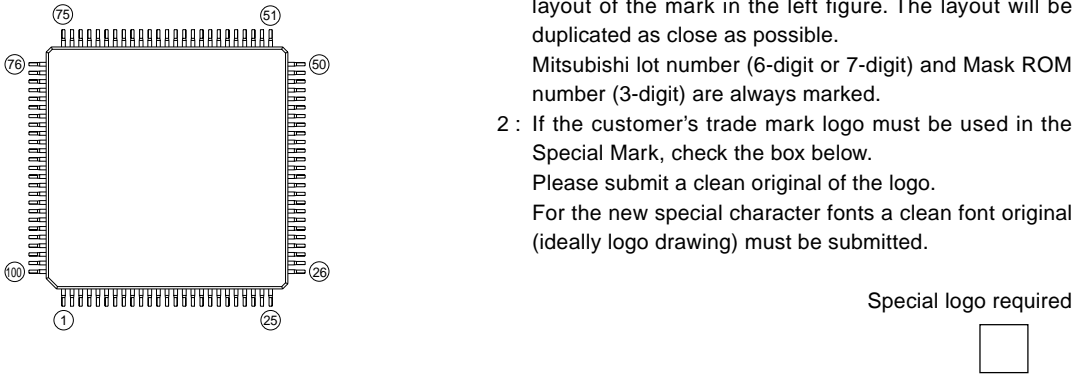 75
51
76
50
100
26
1
25
layout of the mark in the left figure. The layout will be
duplicated as close as possible.
Mitsubishi lot number (6-digit or 7-digit) and Mask ROM
number (3-digit) are always marked.
2 : If the customer's trade mark logo must be used in the
Special Mark, check the box below.
Please submit a clean original of the logo.
For the new special character fonts a clean font original
(ideally logo drawing) must be submitted.
Special logo required